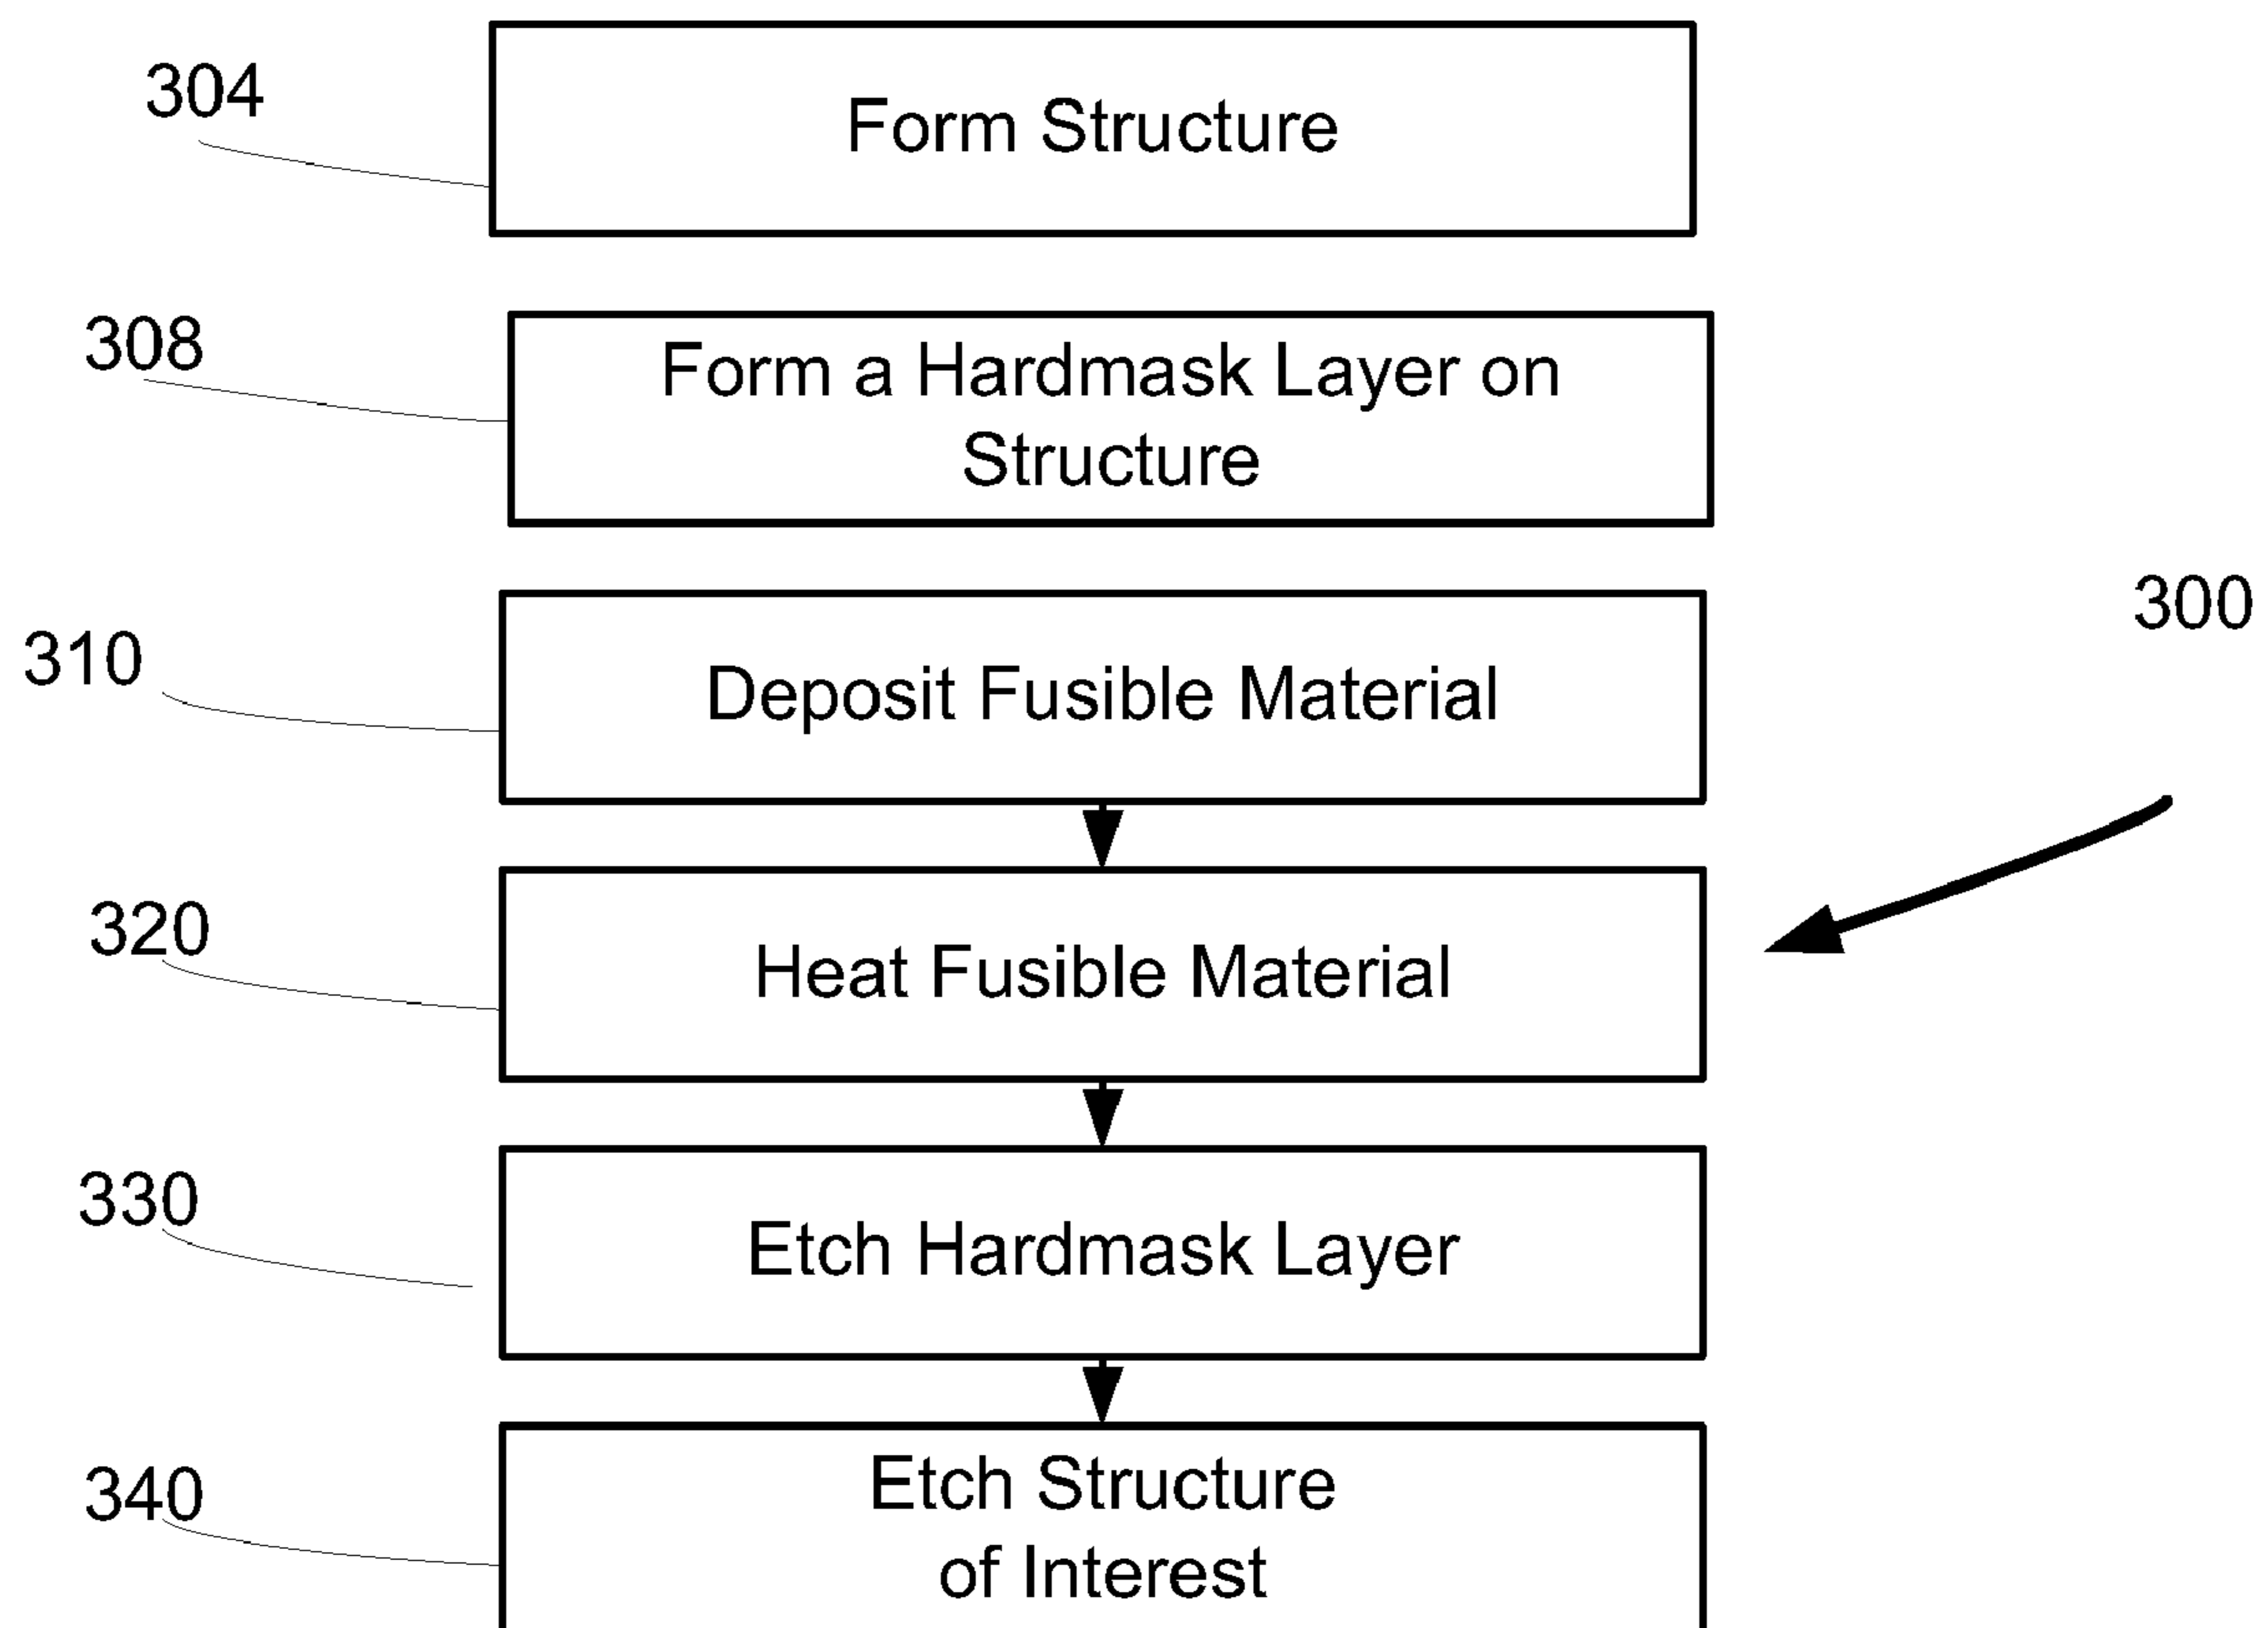 304
Form Structure
308
Form a Hardmask Layer on
Structure
300
310
Deposit Fusible Material
320
Heat Fusible Material
330
Etch Hardmask Layer
340
Etch Structure
of Interest